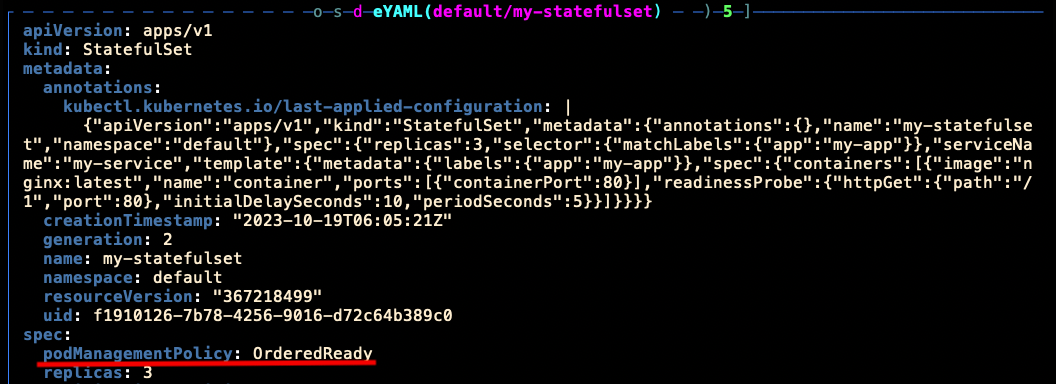 o s d eYAML(default/my-statefulset) ) 5 ]
apiVersion: apps/v1
kind: StatefulSet
metadata:
  annotations:
    kubectl.kubernetes.io/last-applied-configuration: |
      {"apiVersion":"apps/v1","kind":"StatefulSet","metadata":{"annotations":{},"name":"my-statefulse
t","namespace":"default"},"spec":{"replicas":3,"selector":{"matchLabels":{"app":"my-app"}},"serviceNa
me":"my-service","template":{"metadata":{"labels":{"app":"my-app"}},"spec":{"containers":[{"image":"n
ginx:latest","name":"container","ports":[{"containerPort":80}],"readinessProbe":{"httpGet":{"path":"/
1","port":80},"initialDelaySeconds":10,"periodSeconds":5}}]}}}}
  creationTimestamp: "2023-10-19T06:05:21Z"
  generation: 2
  name: my-statefulset
  namespace: default
  resourceVersion: "367218499"
  uid: f1910126-7b78-4256-9016-d72c64b389c0
spec:
  podManagementPolicy: OrderedReady
  replicas: 3